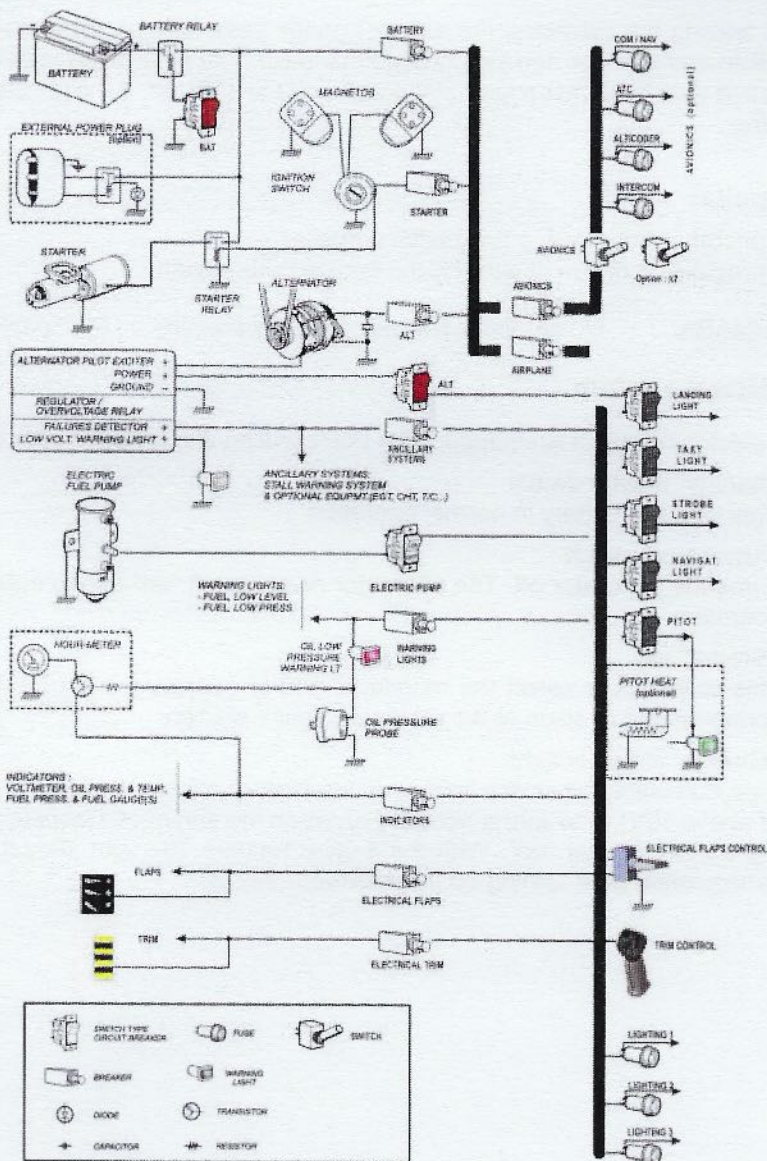 BATTERY RELAY
BATTERY
BATTERY
COM / NAV
BAT
MAGNETOS
ATC
AVIONICS (optional)
ALTICODER
EXTERNAL POWER PLUG
(option)
IGNITION
SWITCH
INTERCOM
STARTER
STARTER
AVIONICS
Option : X2
STARTER
RELAY
ALTERNATOR
AVIONICS
ALT
AIRPLANE
ALTERNATOR PILOT EXCITER +
POWER +
GROUND -
REGULATOR /
OVERVOLTAGE RELAY
FAILURES DETECTOR +
LOW VOLT. WARNING LIGHT +
ALT
LANDING
LIGHT
ANCILLARY
SYSTEMS
TAXY
LIGHT
ANCILLARY SYSTEMS:
STALL WARNING SYSTEM
& OPTIONAL EQUIPMT.(EGT, CHT, T/C...)
ELECTRIC
FUEL PUMP
STROBE
LIGHT
ELECTRIC PUMP
NAVIGAT.
LIGHT
WARNING LIGHTS:
- FUEL, LOW LEVEL
- FUEL, LOW PRESS
WARNING
LIGHTS
PITOT
HOUR-METER
OIL LOW
PRESSURE
WARNING LT
PITOT HEAT
(optional)
OIL PRESSURE
PROBE
INDICATORS :
VOLTMETER, OIL PRESS. & TEMP,
FUEL PRESS. & FUEL GAUGE(S)
INDICATORS
ELECTRICAL FLAPS CONTROL
FLAPS
ELECTRICAL FLAPS
TRIM
ELECTRICAL TRIM
TRIM CONTROL
SWITCH TYPE
CIRCUIT BREAKER
FUSE
SWITCH
BREAKER
WARNING
LIGHT
DIODE
TRANSISTOR
CAPACITOR
RESISTOR
LIGHTING 1
LIGHTING 2
LIGHTING 3